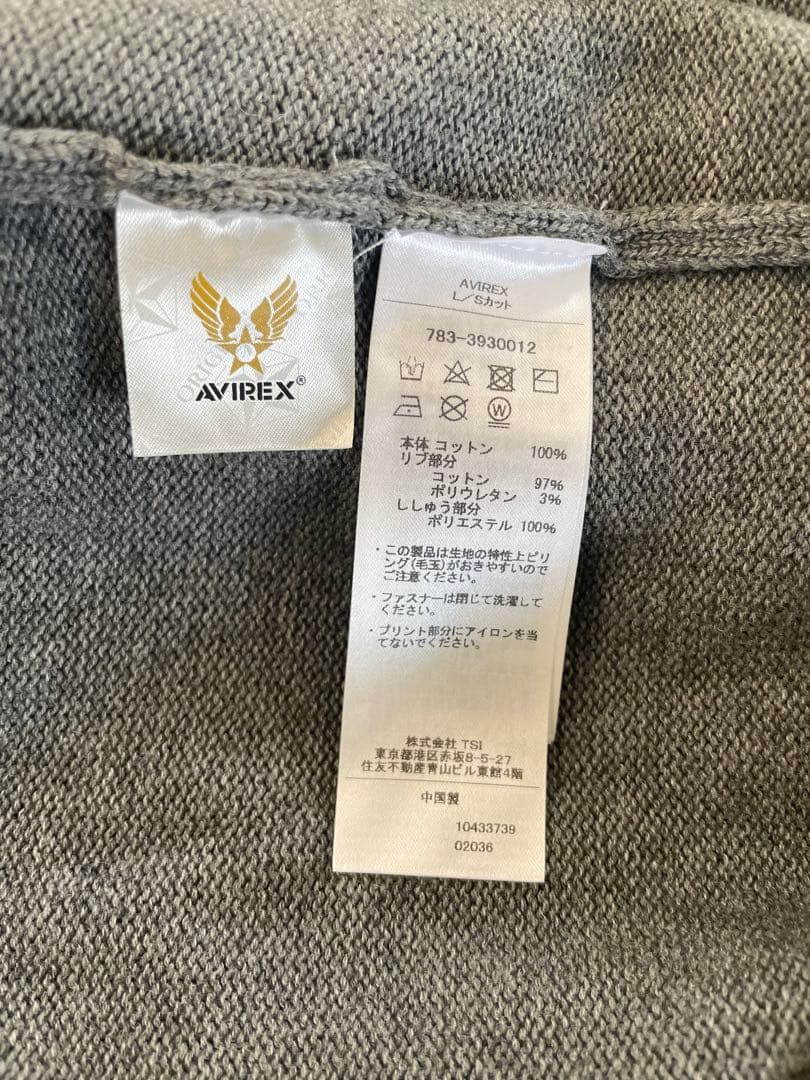 AVIREX®
AVIREX
L/Sカット
783-3930012
W
本体 コットン 100%
リブ部分
コットン 97%
ポリウレタン 3%
ししゅう部分
ポリエステル 100%
・この製品は生地の特性上ピリ
ング(毛玉)がおきやすいので
ご注意ください。
・ファスナーは閉じて洗濯して
ください。
・プリント部分にアイロンを当
てないでください。
株式会社 TSI
東京都港区赤坂8-5-27
住友不動産青山ビル東館4階
中国製
10433739
02036